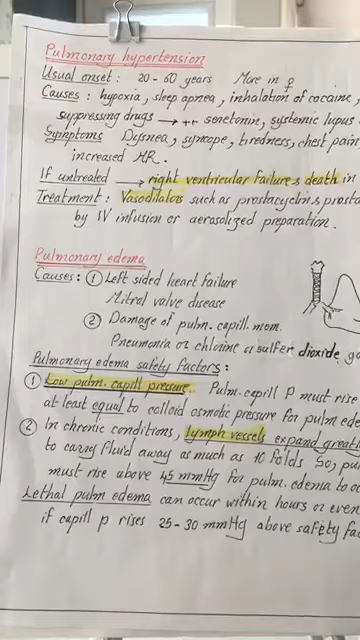 Pulmonary hypertension
Usual onset: 20-60 years More in ♀
Causes: hypoxia, sleep apnea, inhalation of cocaine,
suppressing drugs → ++ seretonin, systemic lupus
Symptoms Dysnea, syncope, tiredness, chest pain
increased HR.
If untreated → right ventricular failure & death in
Treatment: Vasodilators such as prostacyclins, prosta
by IV infusion or aerosolized preparation.
Pulmonary edema
Causes: ① Left sided heart failure
Mitral valve disease
② Damage of pulm. capill. mem.
Pneumonia or chlorine or sulfer dioxide ga
Pulmonary edema safety factors:
① Low pulm. capill pressure. Pulm. capill P must rise
at least equal to colloid osmotic pressure for pulm ede
② In chronic conditions, lymph vessels expand great
to carry fluid away as much as 10 folds So, pu
must rise above 45 mmHg for pulm. edema to oc
Lethal pulm edema can occur within hours or even
if capill p rises 25-30 mmHg above safety fac